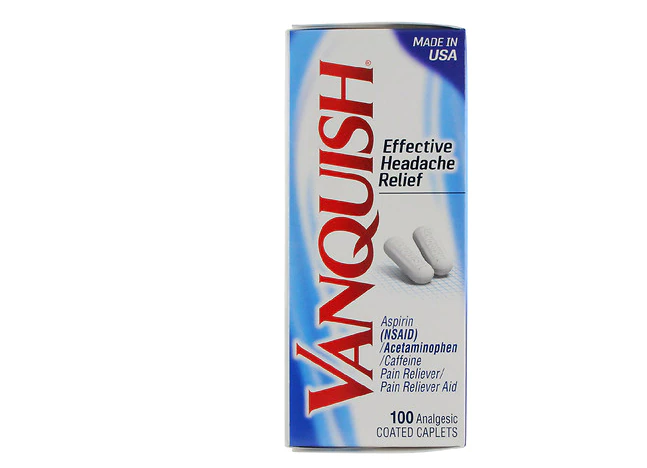 MADE IN
USA
VANQUISH®
Effective
Headache
Relief
Aspirin
(NSAID)
/Acetaminophen
/Caffeine
Pain Reliever/
Pain Reliever Aid
100 Analgesic
COATED CAPLETS